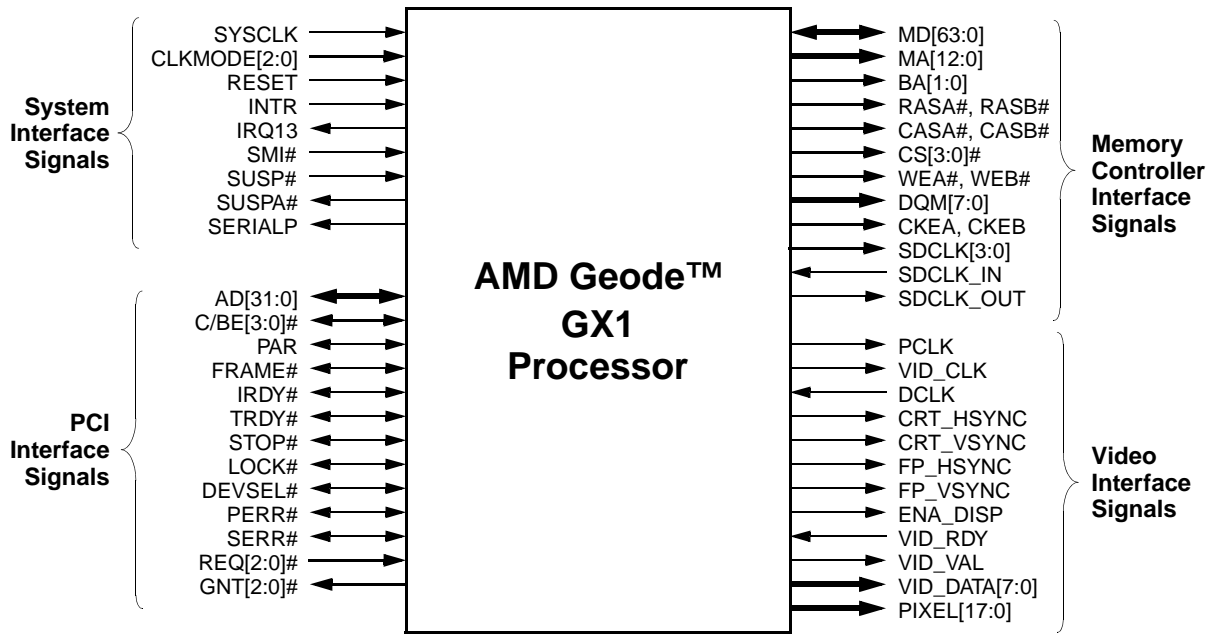 System
Interface
Signals
SYSCLK
CLKMODE[2:0]
RESET
INTR
IRQ13
SMI#
SUSP#
SUSPA#
SERIALP
PCI
Interface
Signals
AD[31:0]
C/BE[3:0]#
PAR
FRAME#
IRDY#
TRDY#
STOP#
LOCK#
DEVSEL#
PERR#
SERR#
REQ[2:0]#
GNT[2:0]#
AMD Geode™
GX1
Processor
MD[63:0]
MA[12:0]
BA[1:0]
RASA#, RASB#
CASA#, CASB#
CS[3:0]#
WEA#, WEB#
DQM[7:0]
CKEA, CKEB
SDCLK[3:0]
SDCLK_IN
SDCLK_OUT
Memory
Controller
Interface
Signals
PCLK
VID_CLK
DCLK
CRT_HSYNC
CRT_VSYNC
FP_HSYNC
FP_VSYNC
ENA_DISP
VID_RDY
VID_VAL
VID_DATA[7:0]
PIXEL[17:0]
Video
Interface
Signals